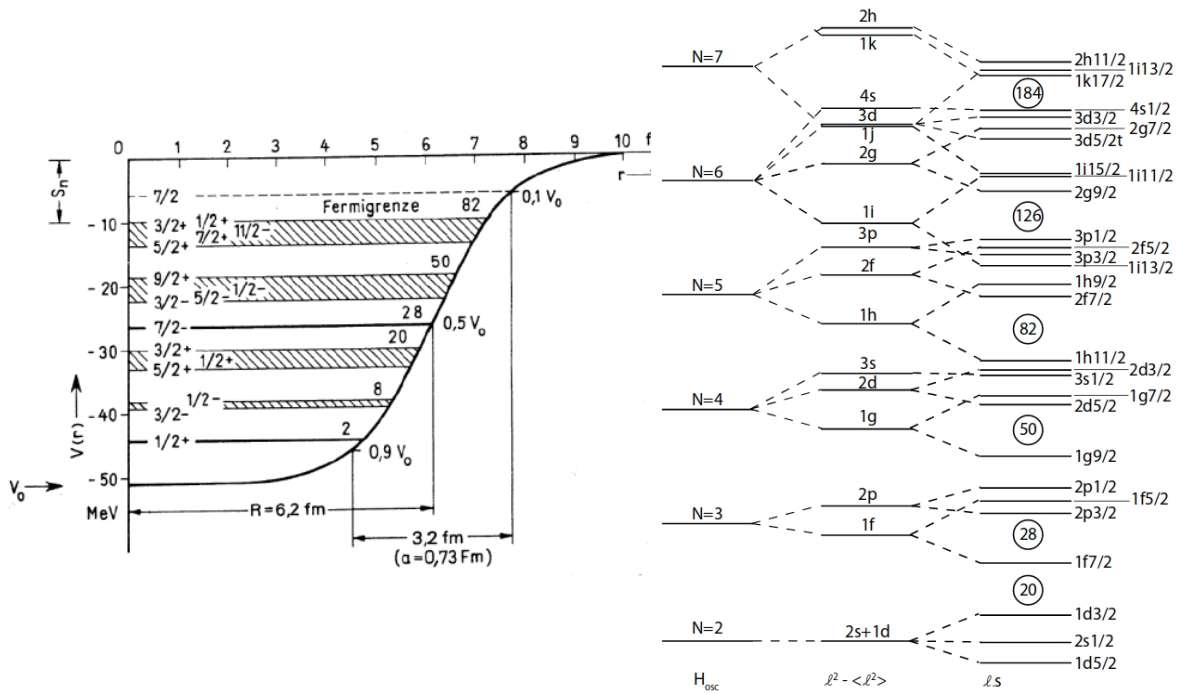 0 1 2 3 4 5 6 7 8 9 10 f
r
Sn
7/2
0,1 V₀
Fermigrenze
82
-10
3/2+ 1/2+ 11/2-
5/2+ 7/2+
50
9/2+ 1/2-
-20
3/2- 5/2-
28
7/2-
0,5 V₀
20
-30
3/2+ 1/2+
5/2+
8
1/2-
-40
3/2-
V(r)
2
1/2+
0,9 V₀
V₀
-50
MeV
R=6,2 fm
3,2 fm
(a=0,73 Fm)
N=7
N=6
N=5
N=4
N=3
N=2
Hosc
2h
1k
4s
3d
1j
2g
1i
3p
2f
1h
3s
2d
1g
2p
1f
2s+1d
ℓ² - <ℓ²>
2h11/2
1i13/2
1k17/2
184
4s1/2
3d3/2
2g7/2
3d5/2t
1i15/2
1i11/2
2g9/2
126
3p1/2
2f5/2
3p3/2
1i13/2
1h9/2
2f7/2
82
1h11/2
2d3/2
3s1/2
1g7/2
2d5/2
50
1g9/2
2p1/2
1f5/2
2p3/2
28
1f7/2
20
1d3/2
2s1/2
1d5/2
ℓ.s